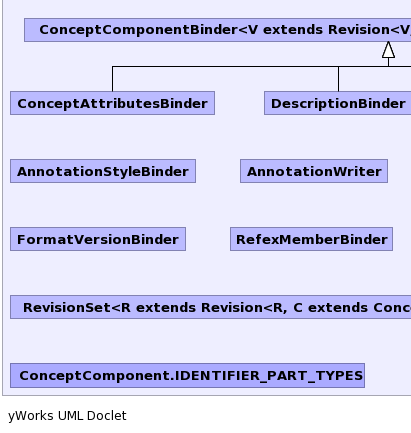 ConceptComponentBinder<V extends Revision<V,
ConceptAttributesBinder
DescriptionBinder
AnnotationStyleBinder
AnnotationWriter
FormatVersionBinder
RefexMemberBinder
RevisionSet<R extends Revision<R, C extends Conc
ConceptComponent.IDENTIFIER_PART_TYPES
yWorks UML Doclet